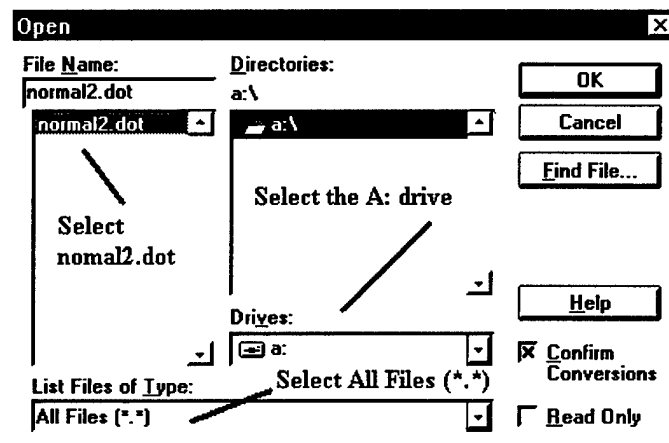 Open
File Name:
normal2.dot
normal2.dot
Select
nomal2.dot
List Files of Type:
All Files (*.*)
Directories:
a:\
a:\
Select the A: drive
Drives:
a:
Select All Files (*.*)
OK
Cancel
Find File...
Help
Confirm
Conversions
Read Only